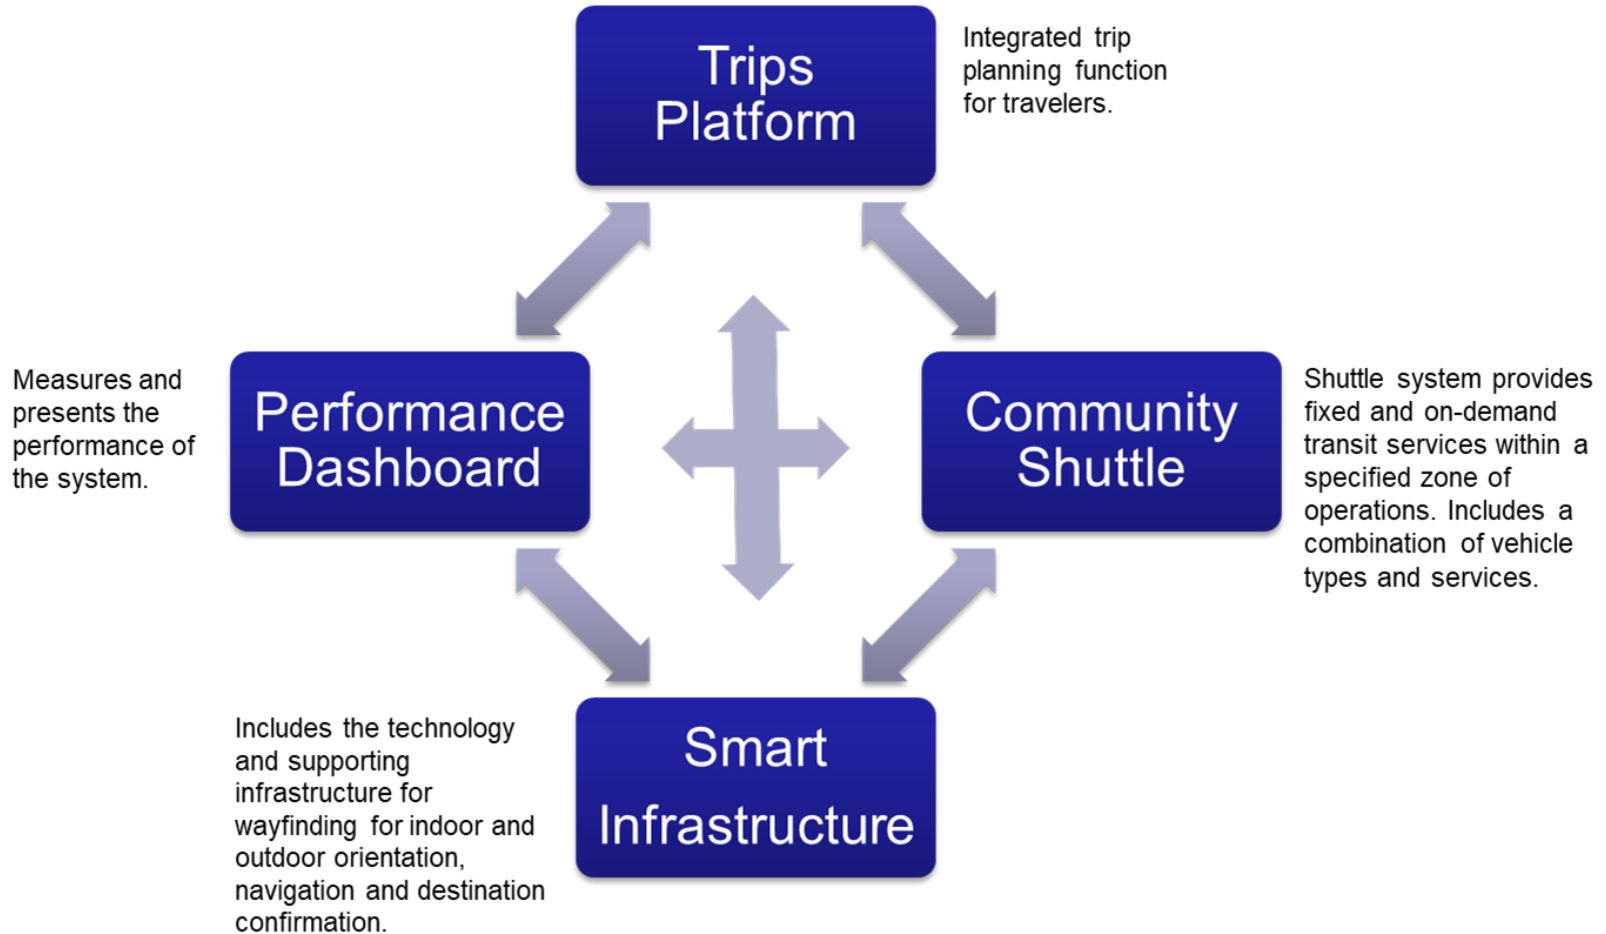 Trips
Platform
Integrated trip
planning function
for travelers.
Measures and
presents the
performance of
the system.
Performance
Dashboard
Community
Shuttle
Shuttle system provides
fixed and on-demand
transit services within a
specified zone of
operations. Includes a
combination of vehicle
types and services.
Includes the technology
and supporting
infrastructure for
wayfinding for indoor and
outdoor orientation,
navigation and destination
confirmation.
Smart
Infrastructure